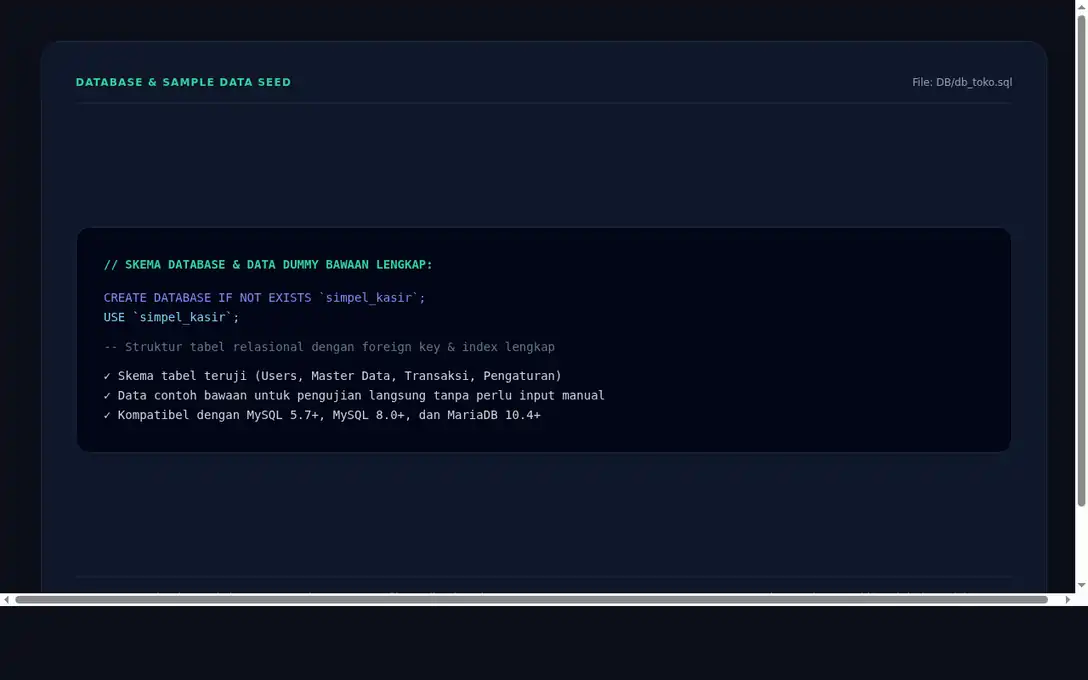 DATABASE & SAMPLE DATA SEED
File: DB/db_toko.sql
// SKEMA DATABASE & DATA DUMMY BAWAAN LENGKAP:
CREATE DATABASE IF NOT EXISTS `simpel_kasir`;
USE `simpel_kasir`;
-- Struktur tabel relasional dengan foreign key & index lengkap
✓ Skema tabel teruji (Users, Master Data, Transaksi, Pengaturan)
✓ Data contoh bawaan untuk pengujian langsung tanpa perlu input manual
✓ Kompatibel dengan MySQL 5.7+, MySQL 8.0+, dan MariaDB 10.4+